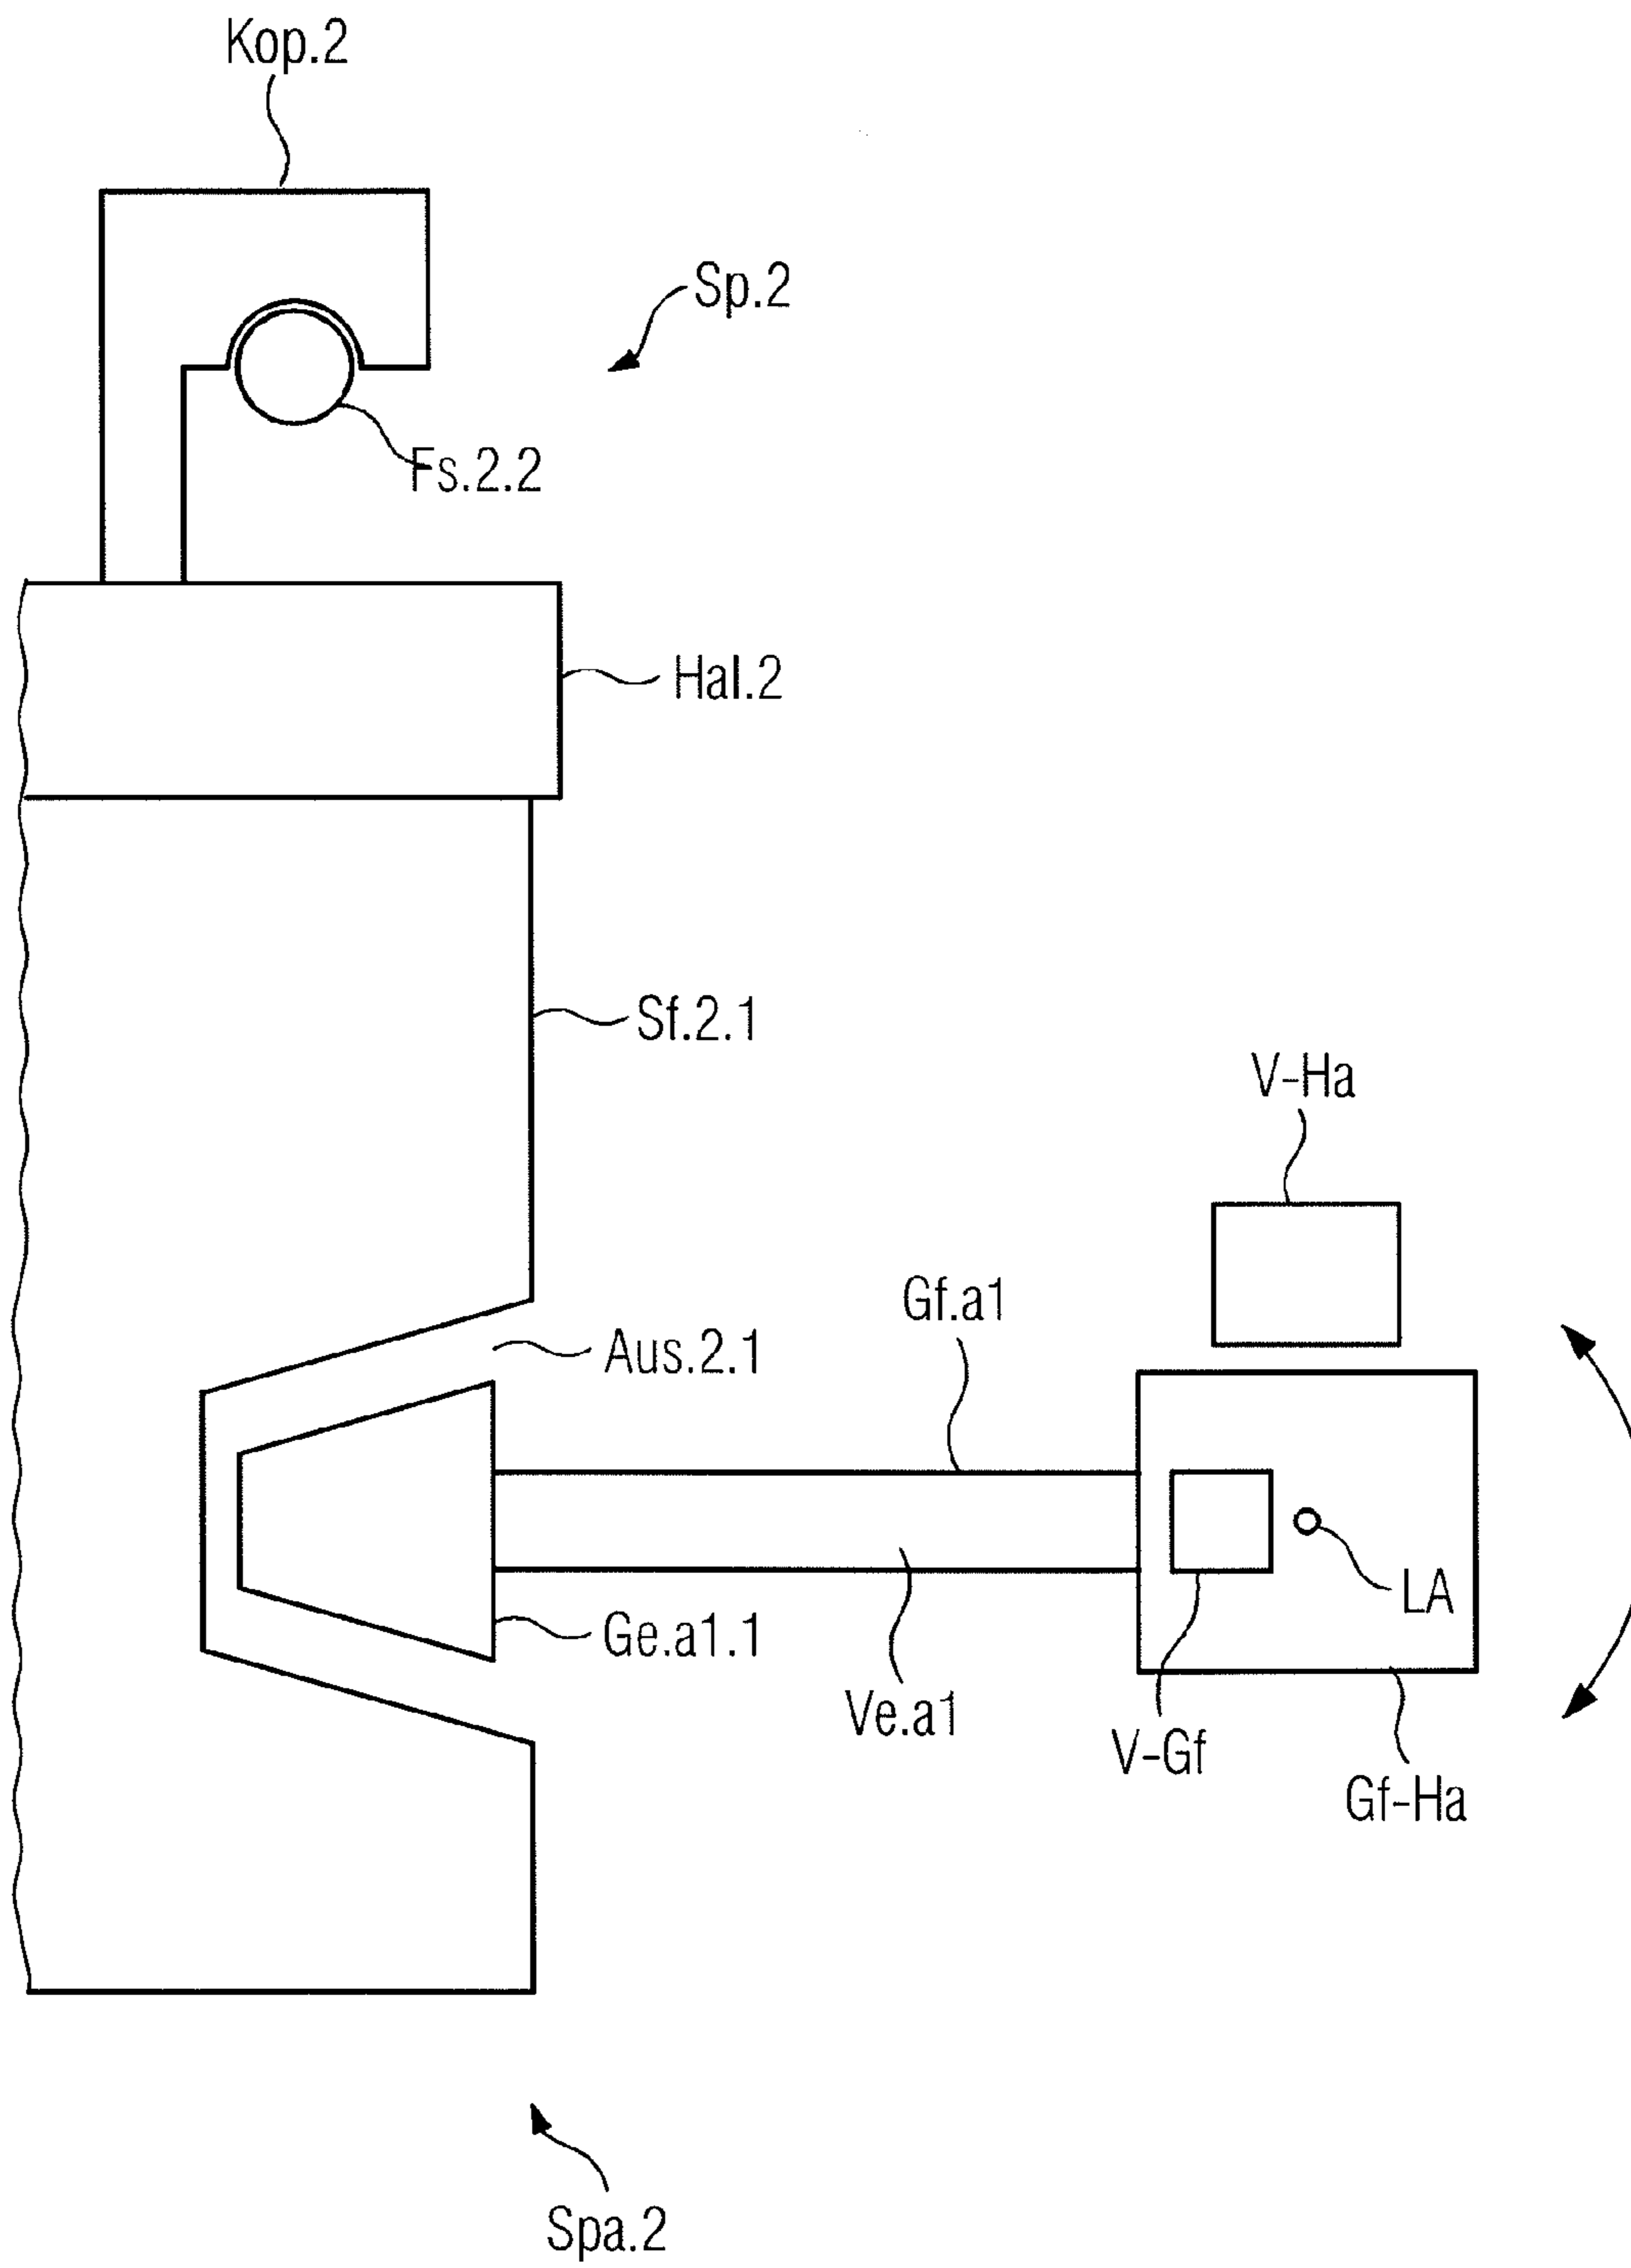 Kop.2
Sp.2
Fs.2.2
Hal.2
Sf.2.1
V-Ha
Gf.a1
Aus.2.1
LA
Ge.a1.1
Ve.a1
V-Gf
Gf-Ha
Spa.2